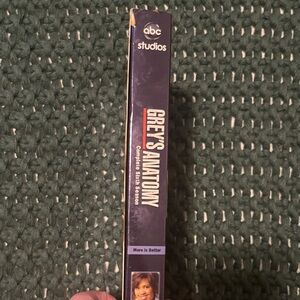 abc
studios
GREY'S ANATOMY
Complete Sixth Season
More is Better